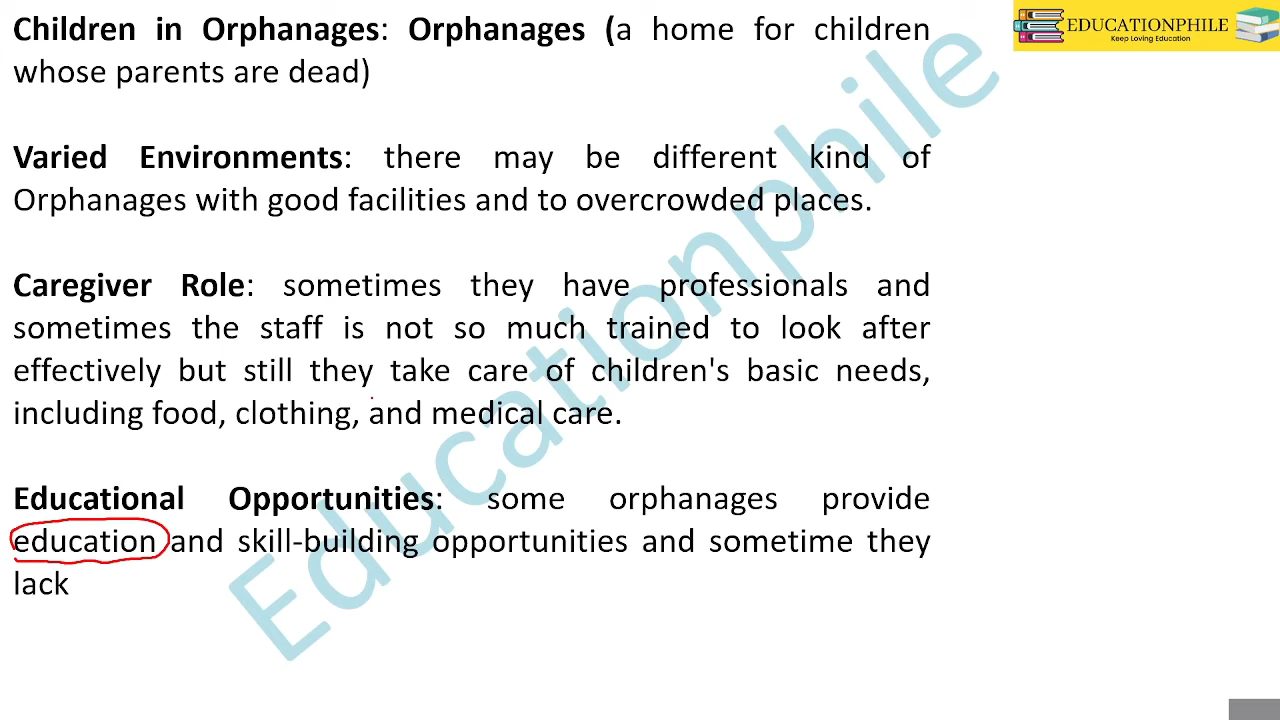 Children in Orphanages: Orphanages (a home for children
whose parents are dead)
Varied Environments: there may be different kind of
Orphanages with good facilities and to overcrowded places.
Caregiver Role: sometimes they have professionals and
sometimes the staff is not so much trained to look after
effectively but still they take care of children's basic needs,
including food, clothing, and medical care.
Educational Opportunities: some orphanages provide
education and skill-building opportunities and sometime they
lack
EDUCATIONPHILE
Keep Loving Education
Educationphile